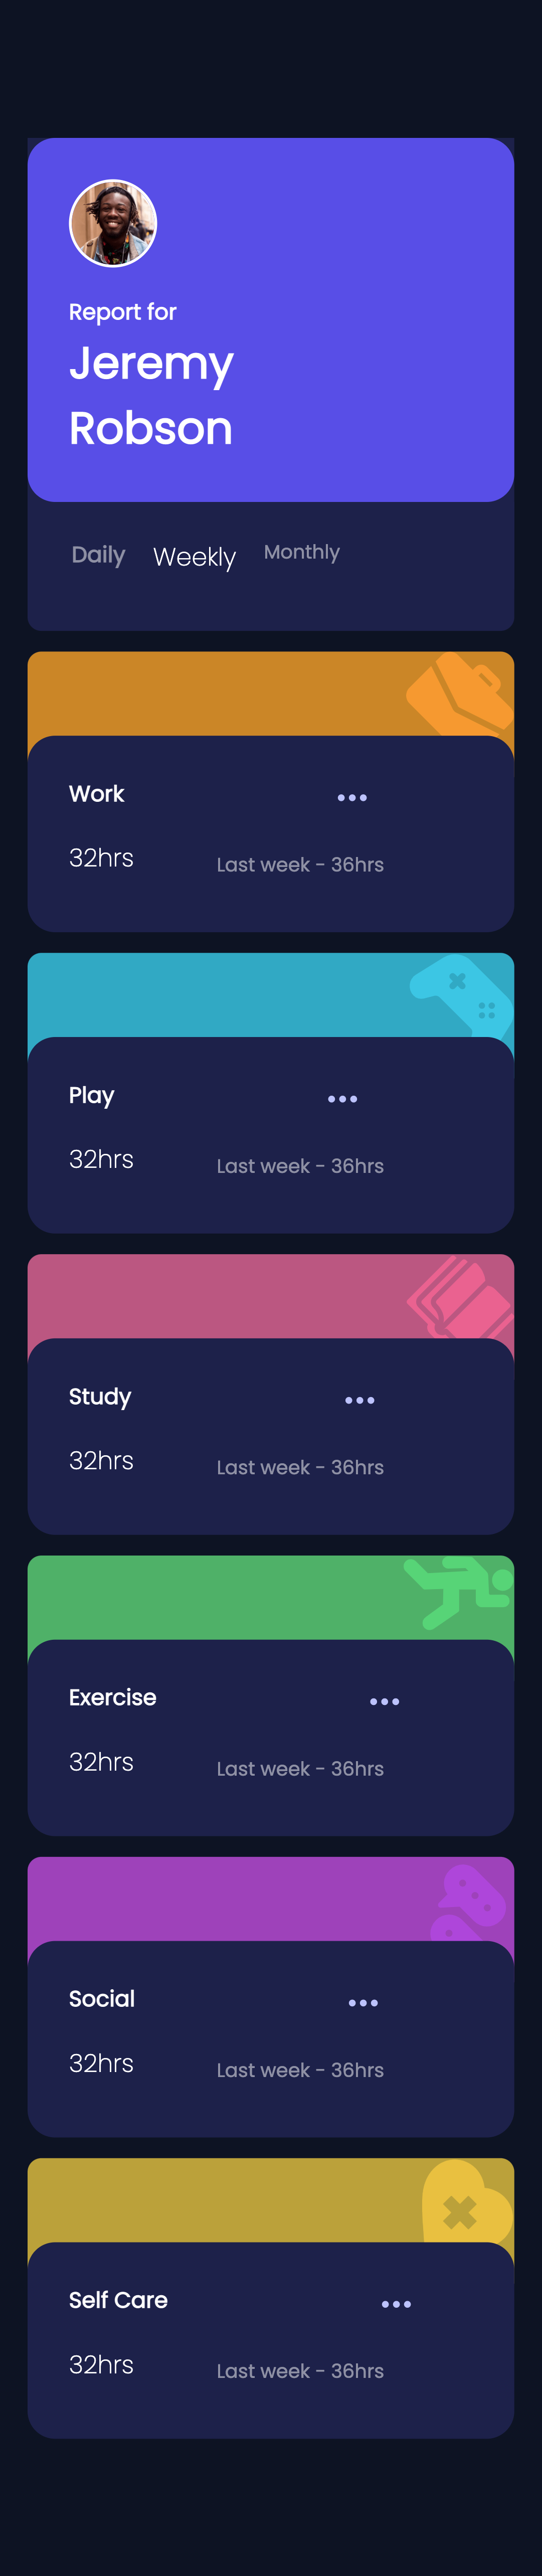 Report for
Jeremy
Robson
Daily Weekly Monthly
Work
32hrs Last week - 36hrs
Play
32hrs Last week - 36hrs
Study
32hrs Last week - 36hrs
Exercise
32hrs Last week - 36hrs
Social
32hrs Last week - 36hrs
Self Care
32hrs Last week - 36hrs